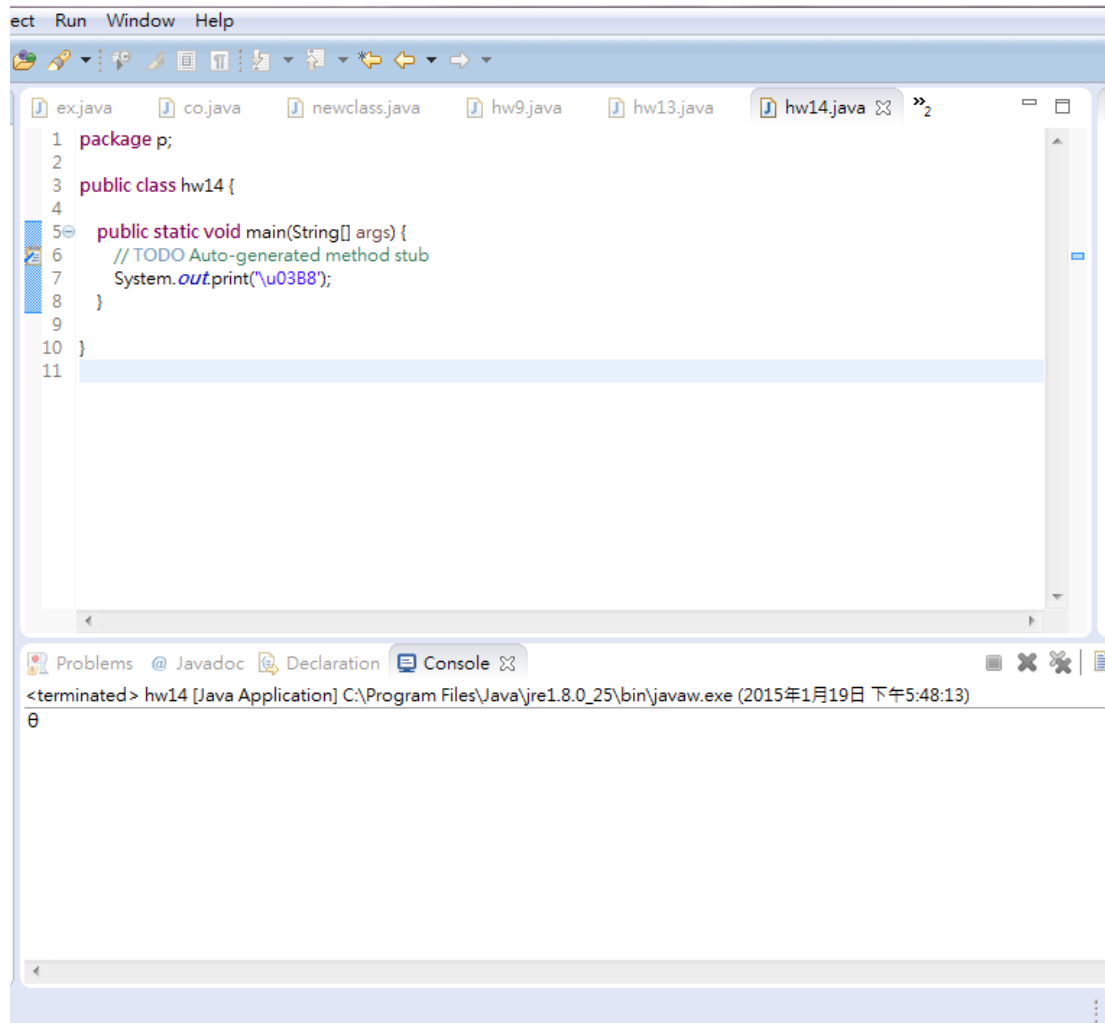 ect Run Window Help
ex.java co.java newclass.java hw9.java hw13.java hw14.java »2
1 package p;
2
3 public class hw14 {
4
5 public static void main(String[] args) {
6 // TODO Auto-generated method stub
7 System.out.print('\u03B8');
8 }
9
10 }
11
Problems @ Javadoc Declaration Console
<terminated> hw14 [Java Application] C:\Program Files\Java\jre1.8.0_25\bin\javaw.exe (2015年1月19日 下午5:48:13)
θ